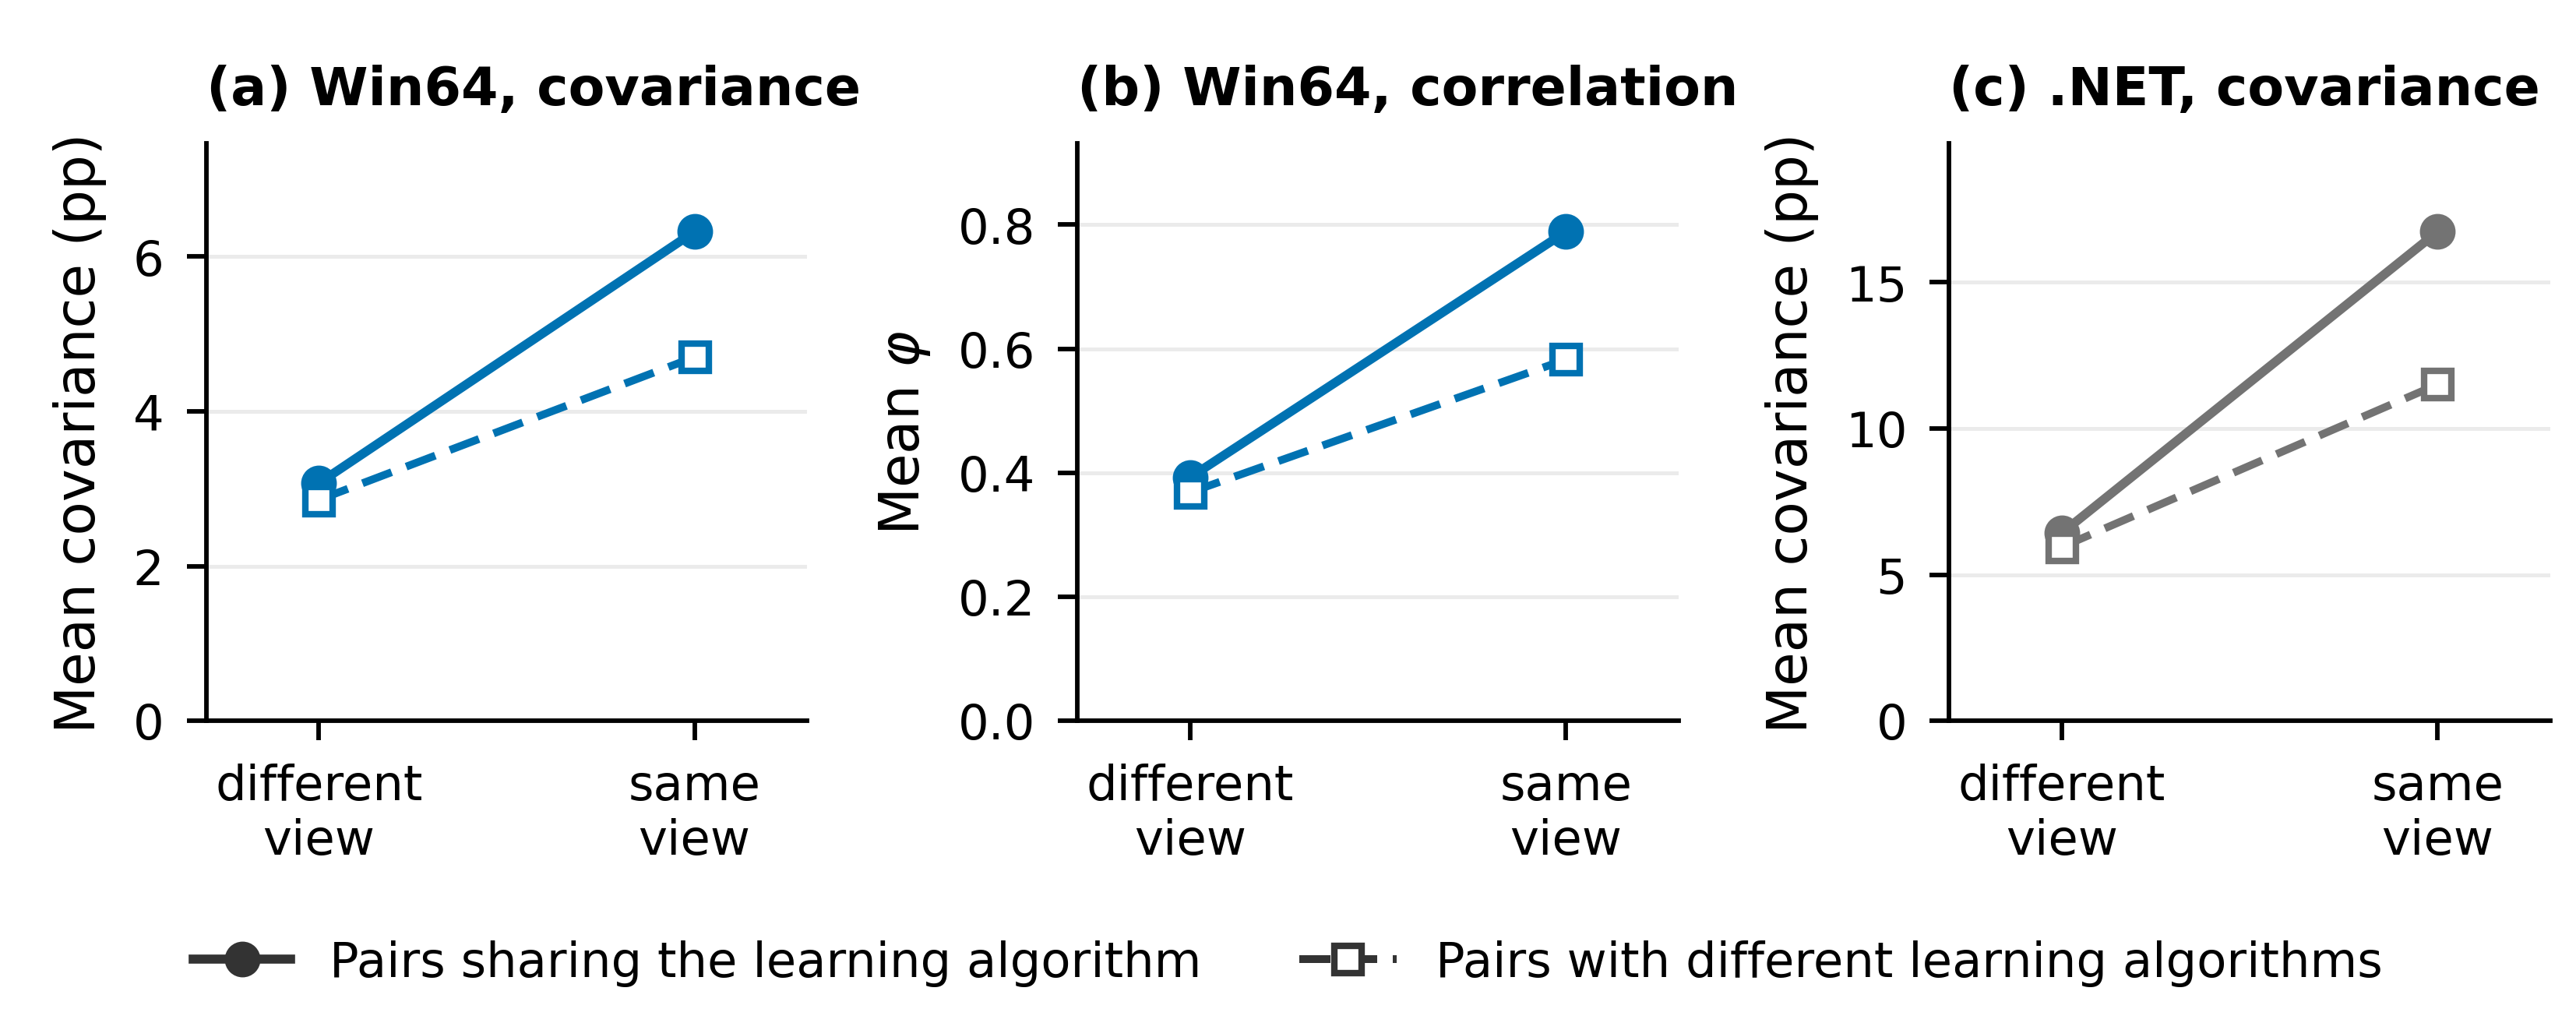 (a) Win64, covariance
Mean covariance (pp)
6
4
2
0
different
view
same
view
(b) Win64, correlation
Mean φ
0.8
0.6
0.4
0.2
0.0
different
view
same
view
(c) .NET, covariance
Mean covariance (pp)
15
10
5
0
different
view
same
view
Pairs sharing the learning algorithm
Pairs with different learning algorithms